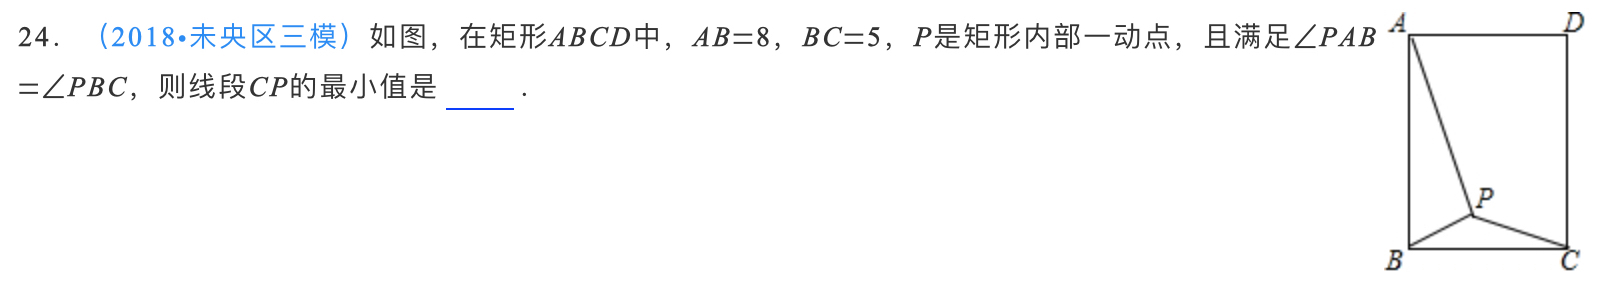 24. （2018•未央区三模）如图，在矩形ABCD中，AB=8，BC=5，P是矩形内部一动点，且满足∠PAB
=∠PBC，则线段CP的最小值是 ____ .
A
D
P
B
C